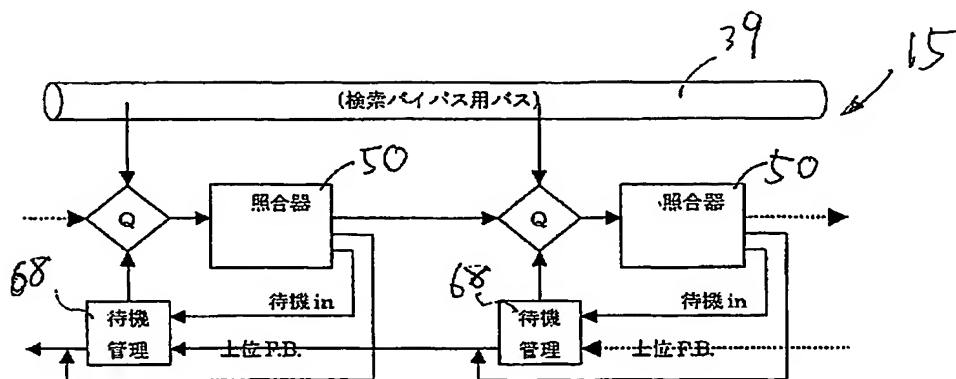 39
15
(検索バイパス用バス)
50
50
照合器
照合器
Q
Q
68
68
待機in
待機in
待機
管理
待機
管理
上位F.B.
上位F.B.